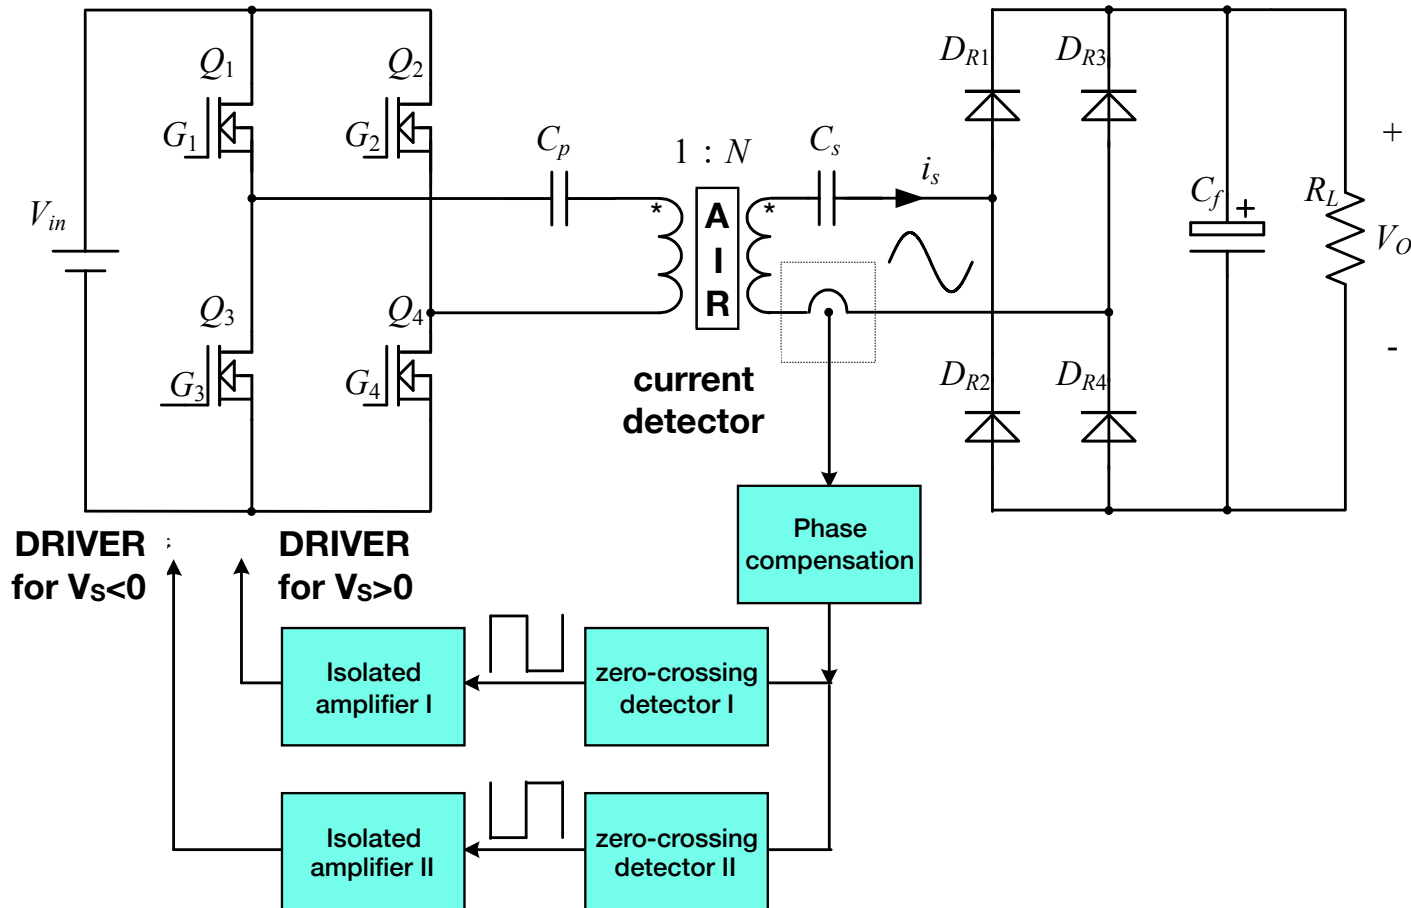 Q1
Q2
DR1
DR3
G1
G2
Cp
1 : N
Cs
is
+
Vin
*
A
I
R
*
Cf
+
RL
VO
Q3
Q4
-
G3
G4
current
detector
DR2
DR4
Phase
compensation
DRIVER
for VS<0
DRIVER
for VS>0
Isolated
amplifier I
zero-crossing
detector I
Isolated
amplifier II
zero-crossing
detector II